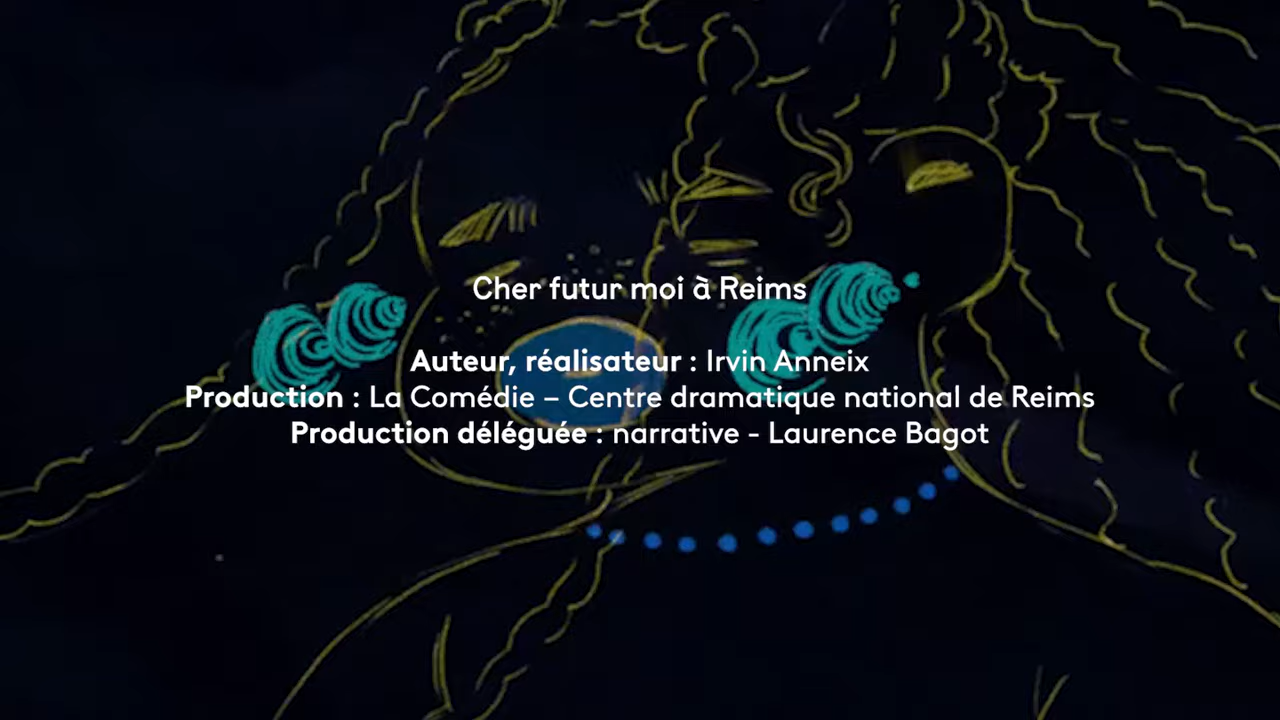 Cher futur moi à Reims
Auteur, réalisateur : Irvin Anneix
Production : La Comédie – Centre dramatique national de Reims
Production déléguée : narrative - Laurence Bagot